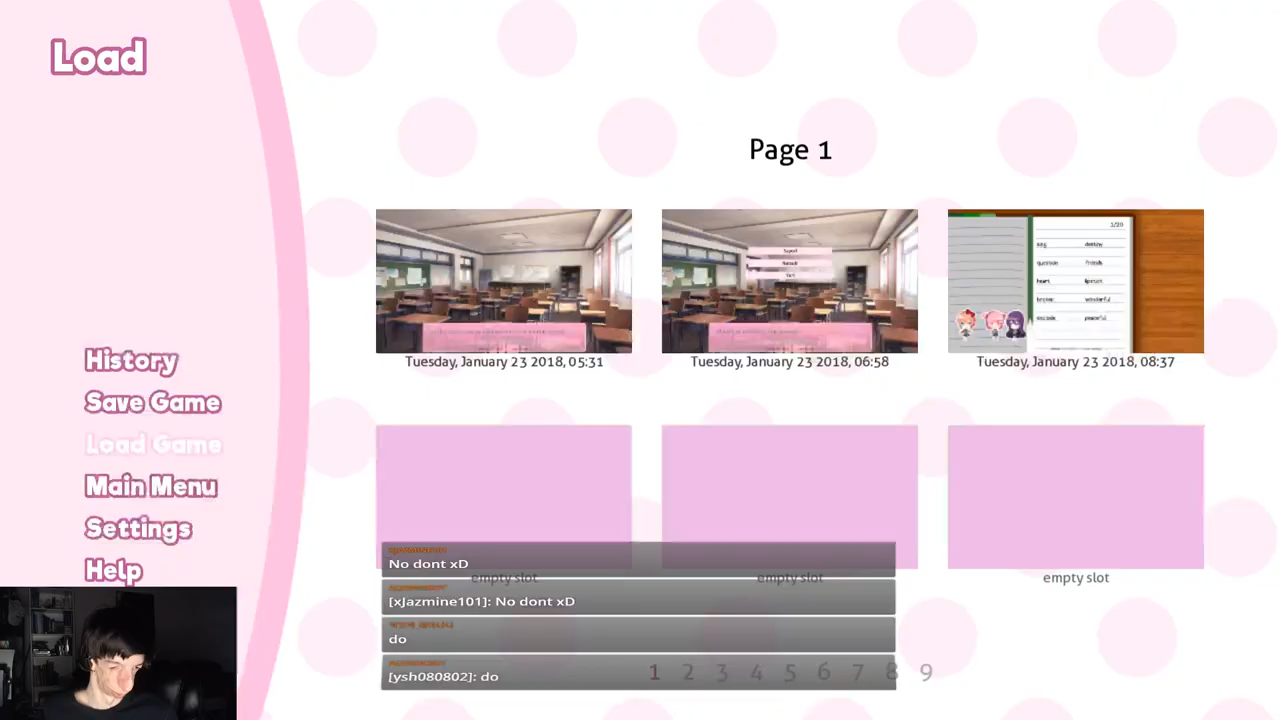 Load
Page 1
Tuesday, January 23 2018, 05:31
Tuesday, January 23 2018, 06:58
Tuesday, January 23 2018, 08:37
History
Save Game
Load Game
Main Menu
Settings
Help
empty slot
empty slot
empty slot
No dont xD
[xJazmine101]: No dont xD
do
[ysh080802]: do
1 2 3 4 5 6 7 8 9